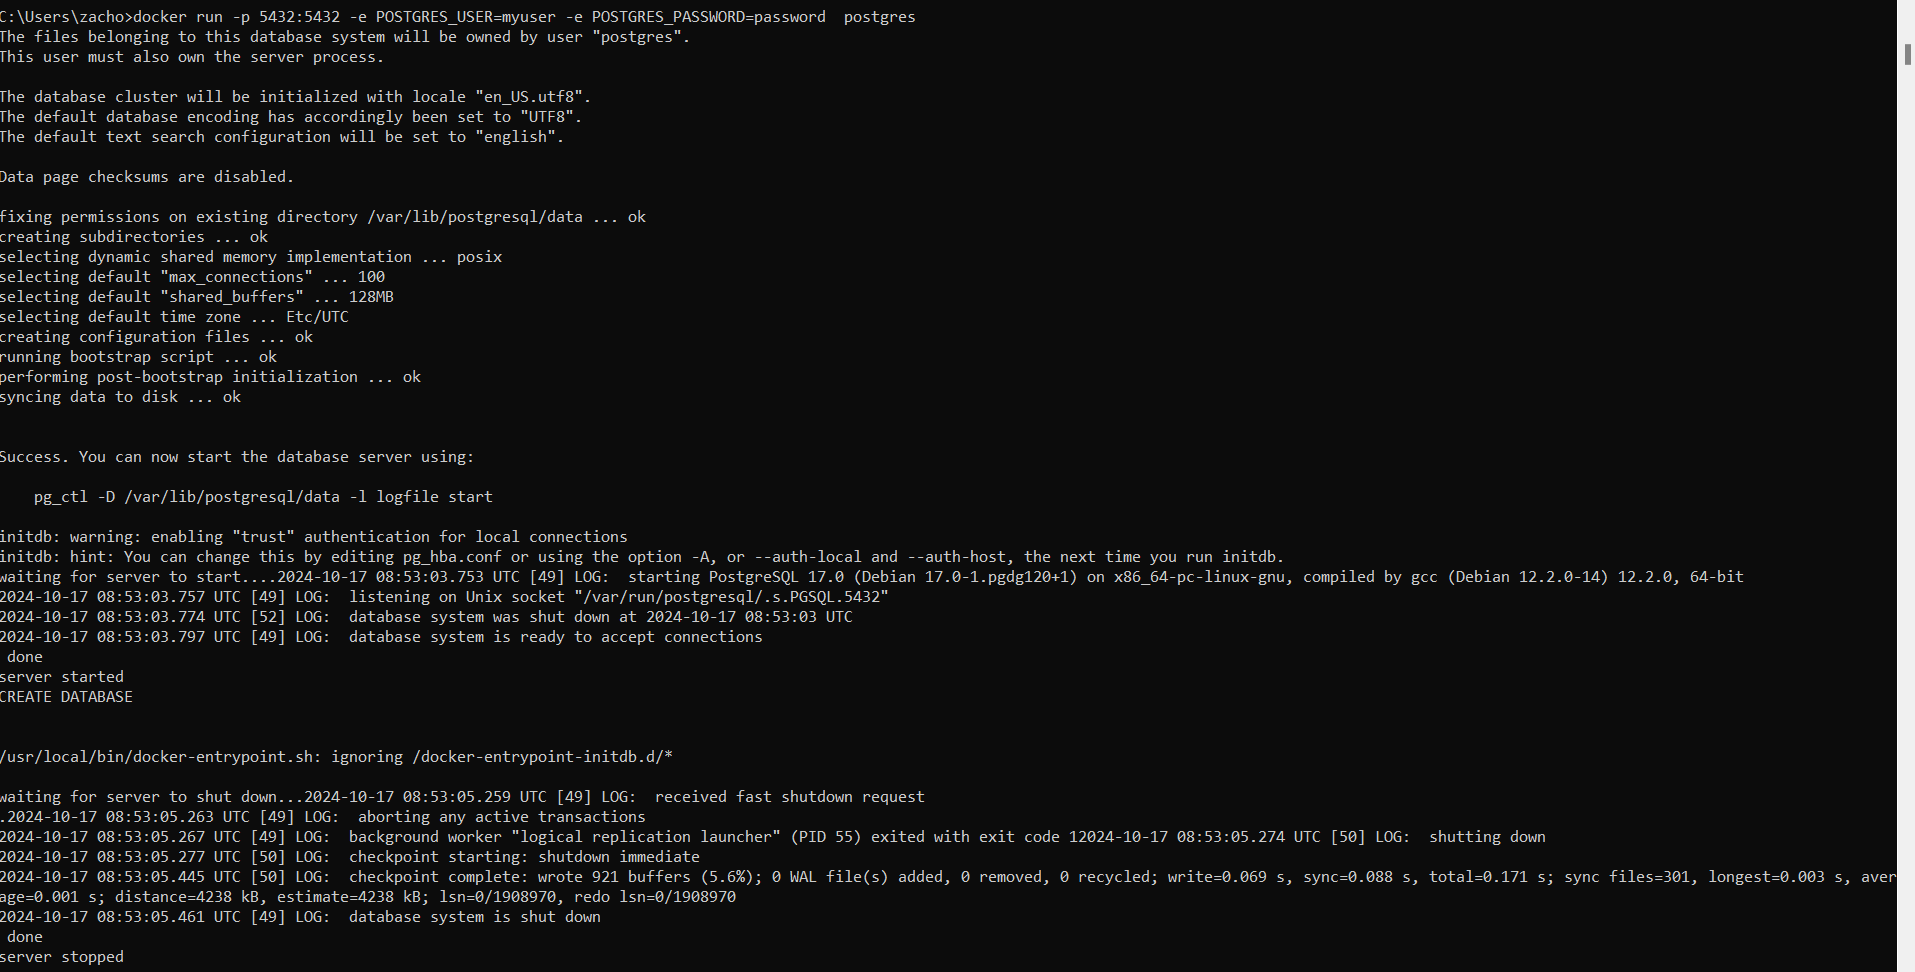 C:\Users\zacho>docker run -p 5432:5432 -e POSTGRES_USER=myuser -e POSTGRES_PASSWORD=password  postgres
The files belonging to this database system will be owned by user "postgres".
This user must also own the server process.

The database cluster will be initialized with locale "en_US.utf8".
The default database encoding has accordingly been set to "UTF8".
The default text search configuration will be set to "english".

Data page checksums are disabled.

fixing permissions on existing directory /var/lib/postgresql/data ... ok
creating subdirectories ... ok
selecting dynamic shared memory implementation ... posix
selecting default "max_connections" ... 100
selecting default "shared_buffers" ... 128MB
selecting default time zone ... Etc/UTC
creating configuration files ... ok
running bootstrap script ... ok
performing post-bootstrap initialization ... ok
syncing data to disk ... ok

Success. You can now start the database server using:

    pg_ctl -D /var/lib/postgresql/data -l logfile start

initdb: warning: enabling "trust" authentication for local connections
initdb: hint: You can change this by editing pg_hba.conf or using the option -A, or --auth-local and --auth-host, the next time you run initdb.
waiting for server to start....2024-10-17 08:53:03.753 UTC [49] LOG:  starting PostgreSQL 17.0 (Debian 17.0-1.pgdg120+1) on x86_64-pc-linux-gnu, compiled by gcc (Debian 12.2.0-14) 12.2.0, 64-bit
2024-10-17 08:53:03.757 UTC [49] LOG:  listening on Unix socket "/var/run/postgresql/.s.PGSQL.5432"
2024-10-17 08:53:03.774 UTC [52] LOG:  database system was shut down at 2024-10-17 08:53:03 UTC
2024-10-17 08:53:03.797 UTC [49] LOG:  database system is ready to accept connections
 done
server started
CREATE DATABASE

/usr/local/bin/docker-entrypoint.sh: ignoring /docker-entrypoint-initdb.d/*

waiting for server to shut down...2024-10-17 08:53:05.259 UTC [49] LOG:  received fast shutdown request
.2024-10-17 08:53:05.263 UTC [49] LOG:  aborting any active transactions
2024-10-17 08:53:05.267 UTC [49] LOG:  background worker "logical replication launcher" (PID 55) exited with exit code 12024-10-17 08:53:05.274 UTC [50] LOG:  shutting down
2024-10-17 08:53:05.277 UTC [50] LOG:  checkpoint starting: shutdown immediate
2024-10-17 08:53:05.445 UTC [50] LOG:  checkpoint complete: wrote 921 buffers (5.6%); 0 WAL file(s) added, 0 removed, 0 recycled; write=0.069 s, sync=0.088 s, total=0.171 s; sync files=301, longest=0.003 s, aver
age=0.001 s; distance=4238 kB, estimate=4238 kB; lsn=0/1908970, redo lsn=0/1908970
2024-10-17 08:53:05.461 UTC [49] LOG:  database system is shut down
 done
server stopped